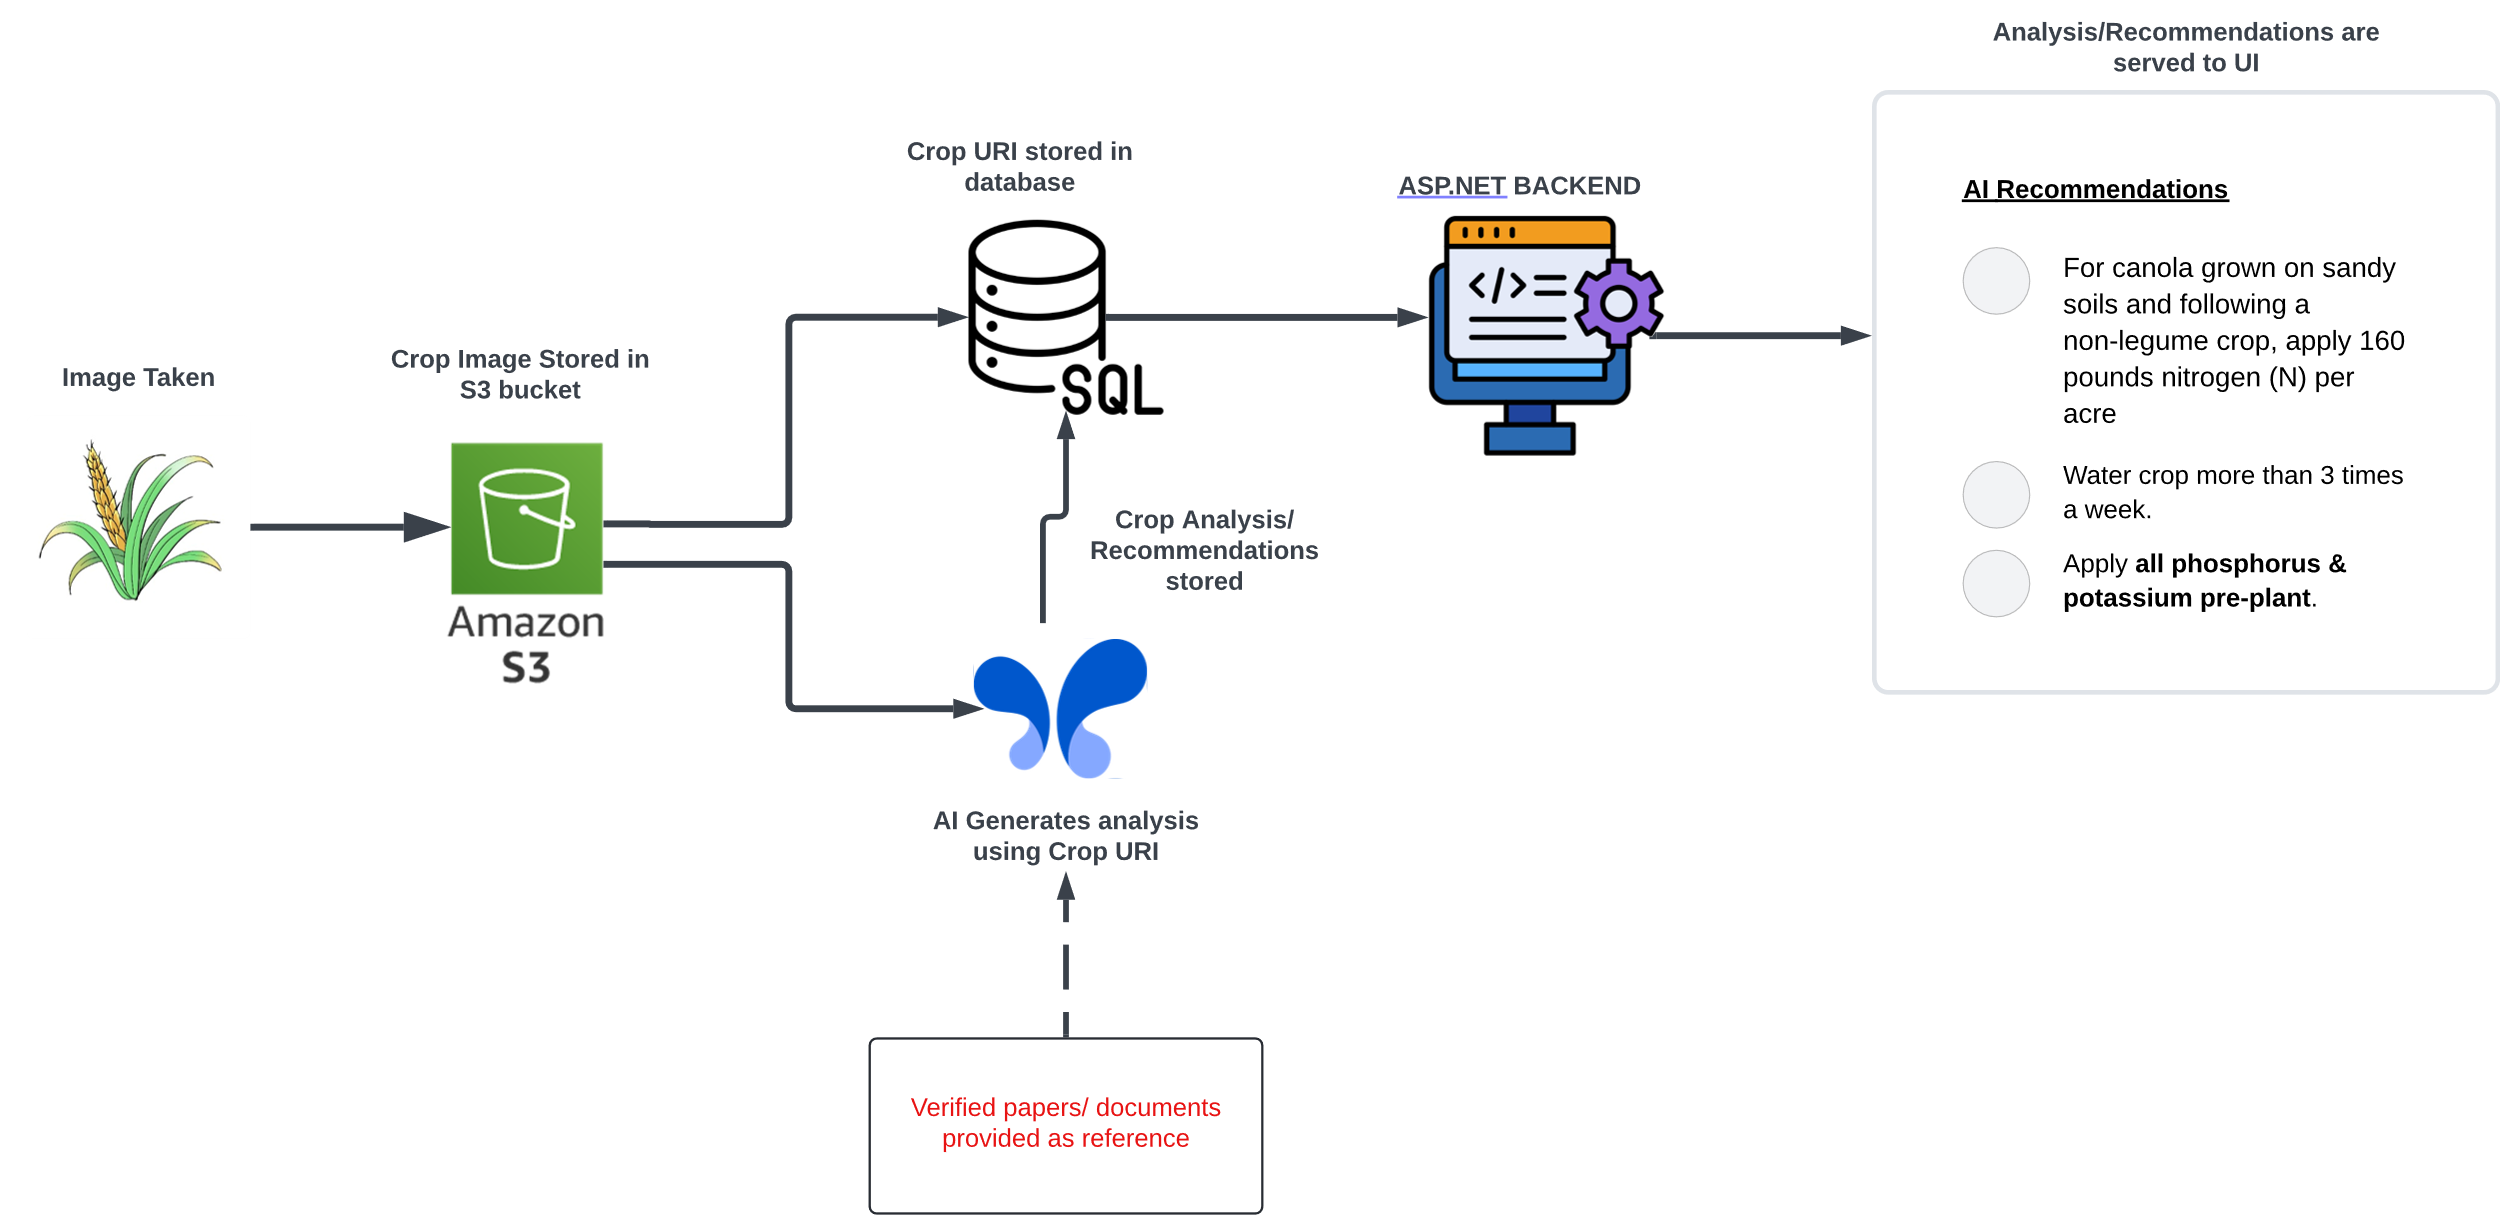 Analysis/Recommendations are
served to UI
Crop URI stored in
database
ASP.NET BACKEND
AI Recommendations
For canola grown on sandy
soils and following a
non-legume crop, apply 160
pounds nitrogen (N) per
acre
Water crop more than 3 times
a week.
Apply all phosphorus &
potassium pre-plant.
SQL
Image Taken
Crop Image Stored in
S3 bucket
Amazon
S3
Crop Analysis/
Recommendations
stored
AI Generates analysis
using Crop URI
Verified papers/ documents
provided as reference